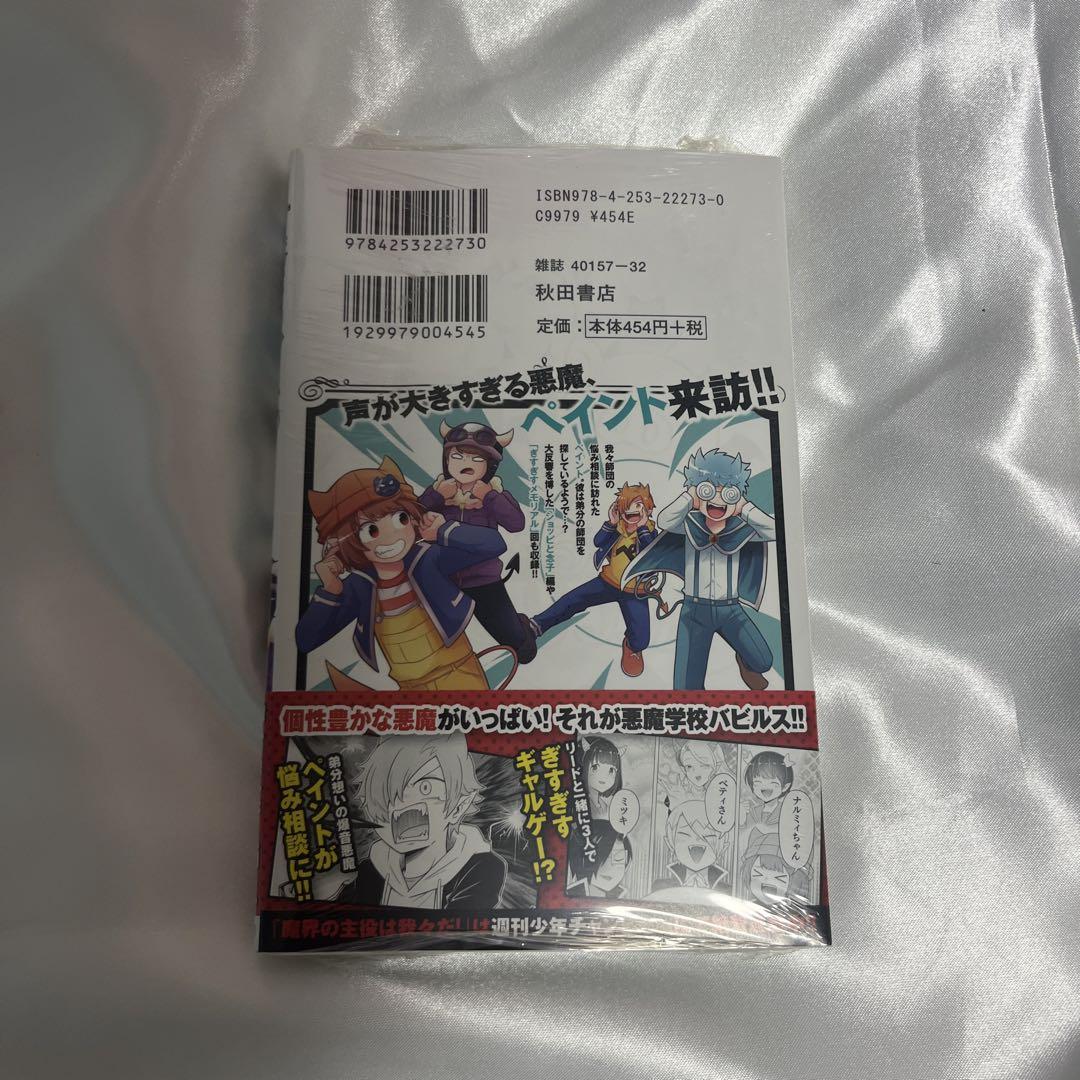 ISBN978-4-253-22273-0
C9979 ¥454E
9784253222730
雑誌 40157-32
秋田書店
1929979004545
定価：本体454円+税
声が大きすぎる悪魔、
ペイント来訪!!
我々師団の
悩み相談に訪れた
ペイント。彼は弟分の師団を
探しているようで…?
大反響を博した「ショッピと念子」編や
「ぎすぎすメモリアル」回も収録!!
個性豊かな悪魔がいっぱい! それが悪魔学校バビルス!!
弟分想いの爆音悪魔
ペイントが
悩み相談に!!
リードと一緒に3人で
ぎすぎす
ギャルゲー!?
ミツキ
ベティさん
ナルミィちゃん
「魔界の主役は我々だ!」は週刊少年チャン